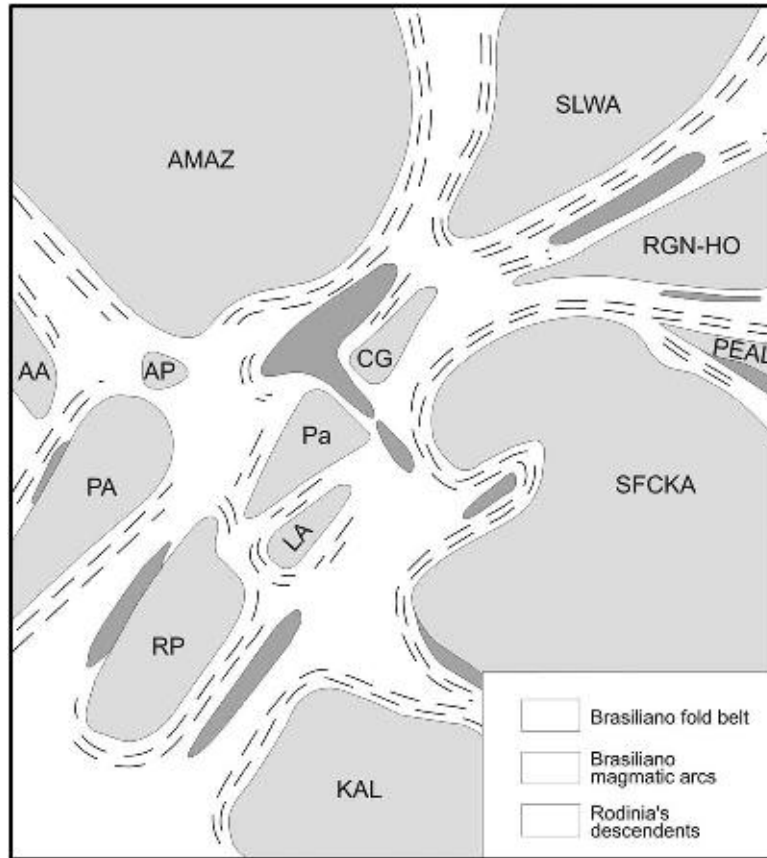 SLWA
AMAZ
RGN-HO
PEAL
CG
AA
AP
Pa
PA
SFCKA
LA
RP
KAL
Brasiliano fold belt
Brasiliano
magmatic arcs
Rodinia's
descendents